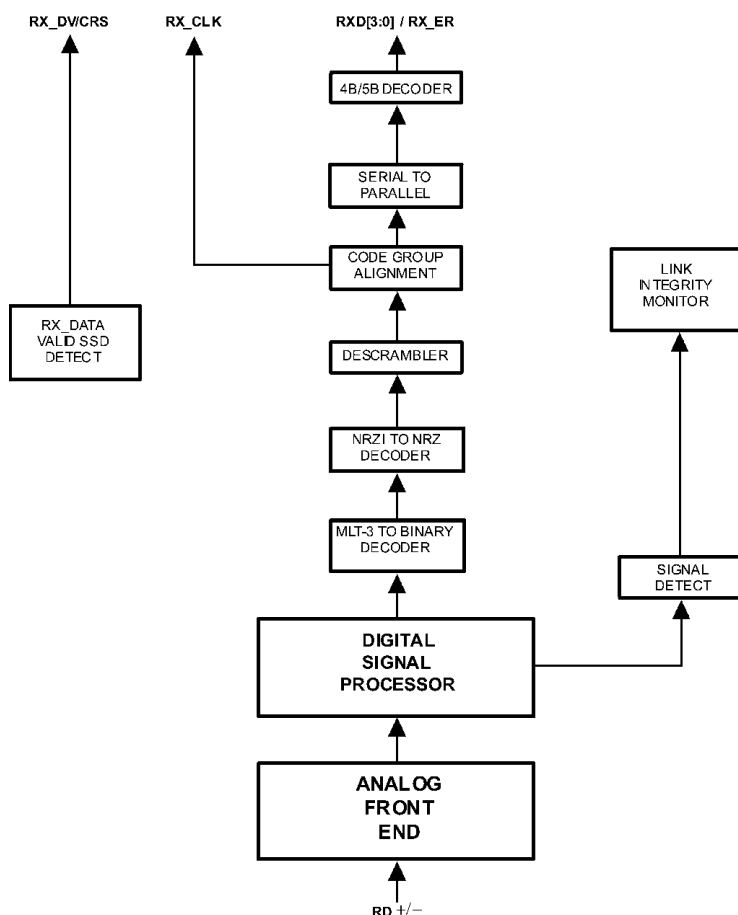 RX_DV/CRS
RX_CLK
RXD[3:0] / RX_ER
4B/5B DECODER
SERIAL TO
PARALLEL
CODE GROUP
ALIGNMENT
LINK
INTEGRITY
MONITOR
RX_DATA
VALID SSD
DETECT
DESCRAMBLER
NRZI TO NRZ
DECODER
MLT-3 TO BINARY
DECODER
SIGNAL
DETECT
DIGITAL
SIGNAL
PROCESSOR
ANALOG
FRONT
END
RD +/−